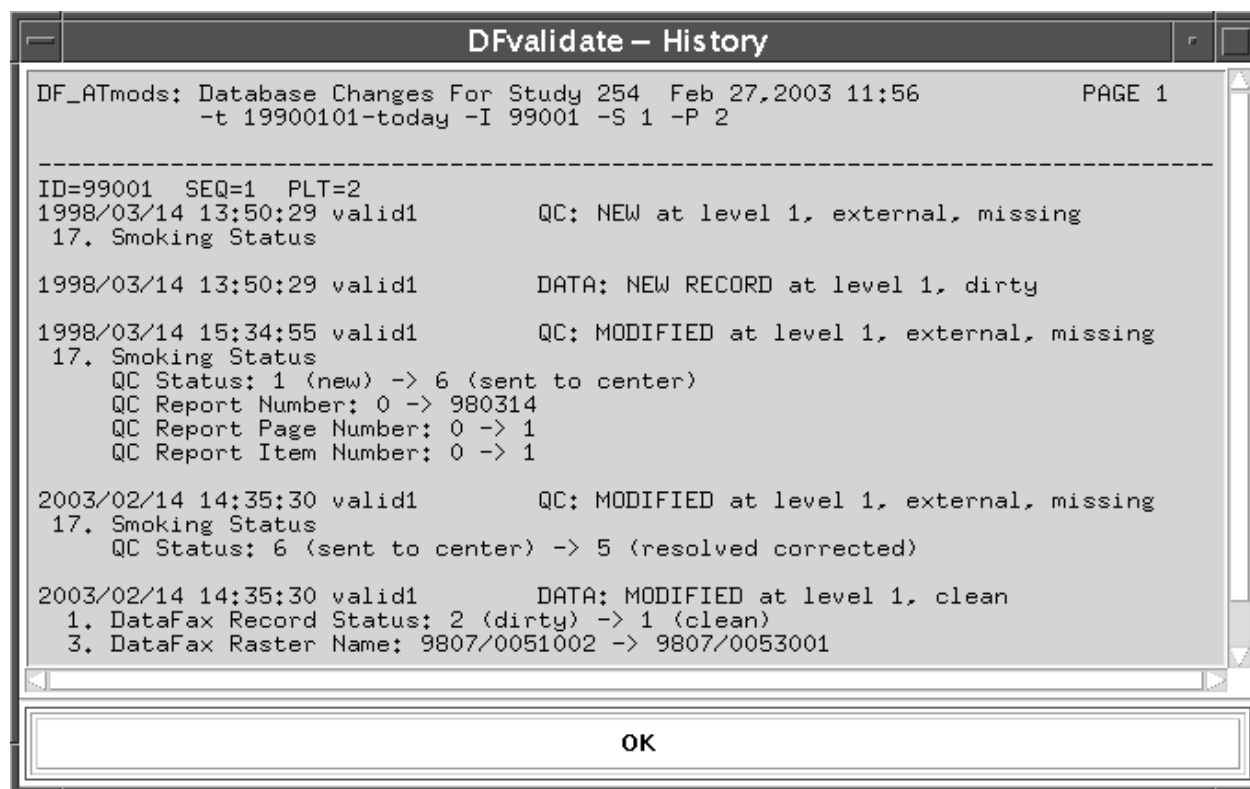 DFvalidate – History
DF_ATmods: Database Changes For Study 254 Feb 27,2003 11:56 PAGE 1
-t 19900101-today -I 99001 -S 1 -P 2
--------------------------------------------------------------------------------
ID=99001 SEQ=1 PLT=2
1998/03/14 13:50:29 valid1 QC: NEW at level 1, external, missing
17. Smoking Status
1998/03/14 13:50:29 valid1 DATA: NEW RECORD at level 1, dirty
1998/03/14 15:34:55 valid1 QC: MODIFIED at level 1, external, missing
17. Smoking Status
QC Status: 1 (new) -> 6 (sent to center)
QC Report Number: 0 -> 980314
QC Report Page Number: 0 -> 1
QC Report Item Number: 0 -> 1
2003/02/14 14:35:30 valid1 QC: MODIFIED at level 1, external, missing
17. Smoking Status
QC Status: 6 (sent to center) -> 5 (resolved corrected)
2003/02/14 14:35:30 valid1 DATA: MODIFIED at level 1, clean
1. DataFax Record Status: 2 (dirty) -> 1 (clean)
3. DataFax Raster Name: 9807/0051002 -> 9807/0053001
OK